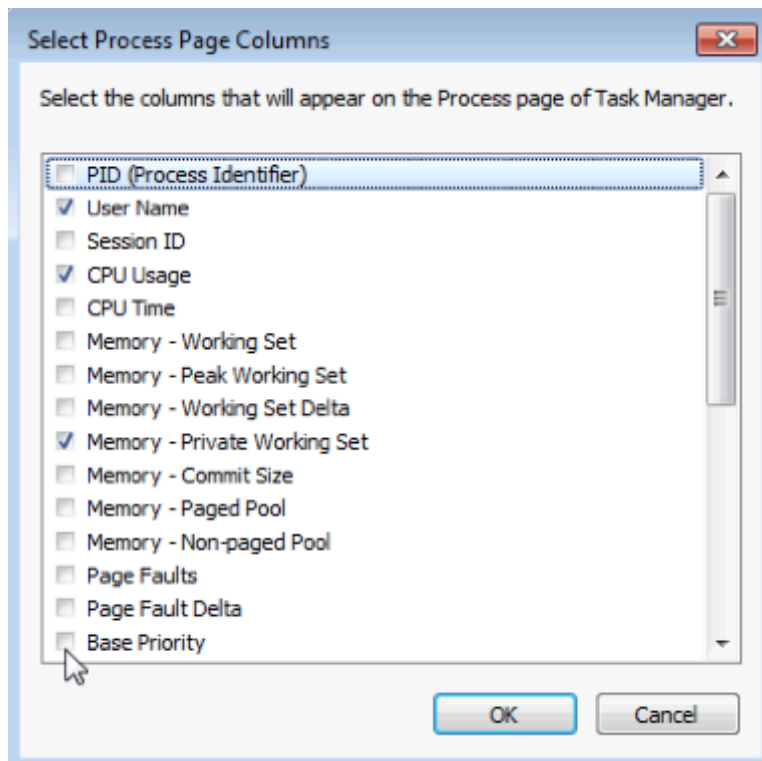 Select Process Page Columns
Select the columns that will appear on the Process page of Task Manager.
PID (Process Identifier)
User Name
Session ID
CPU Usage
CPU Time
Memory - Working Set
Memory - Peak Working Set
Memory - Working Set Delta
Memory - Private Working Set
Memory - Commit Size
Memory - Paged Pool
Memory - Non-paged Pool
Page Faults
Page Fault Delta
Base Priority
OK
Cancel